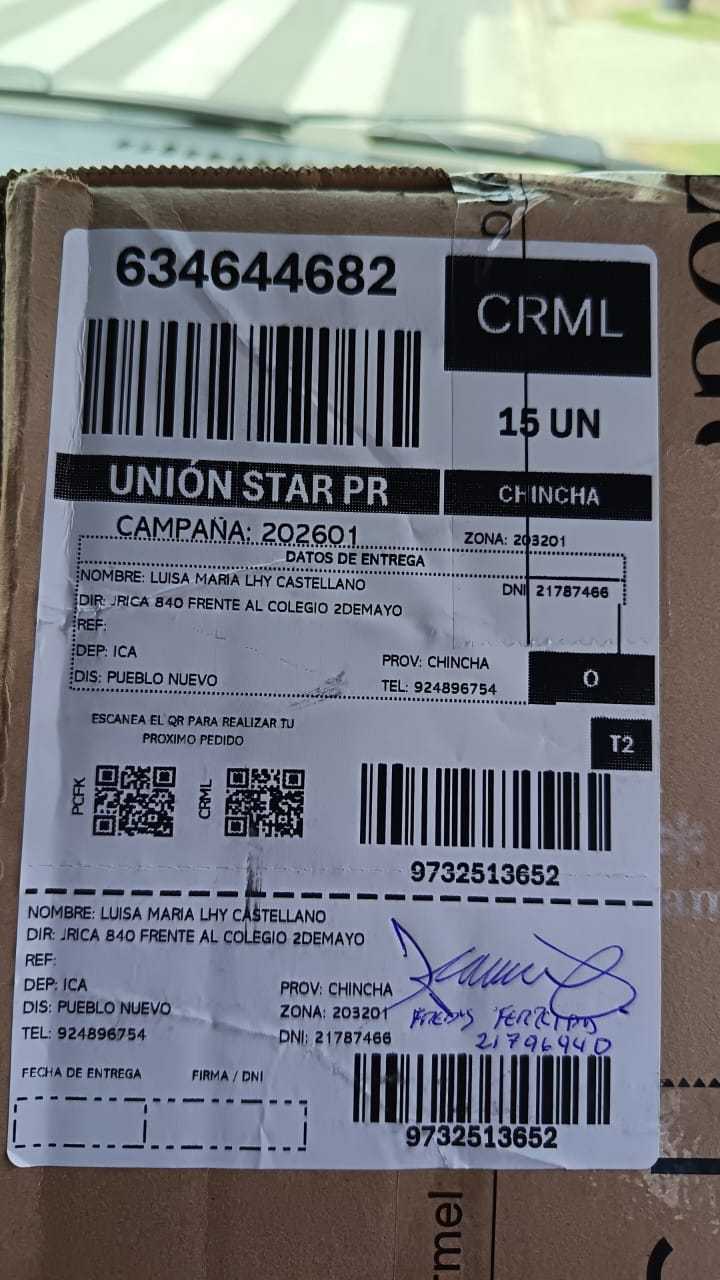 634644682
CRML
15 UN
UNIÓN STAR PR
CHINCHA
CAMPAÑA: 202601
ZONA: 203201
DATOS DE ENTREGA
NOMBRE: LUISA MARIA LHY CASTELLANO
DNI 21787466
DIR: JRICA 840 FRENTE AL COLEGIO 2DEMAYO
REF:
DEP: ICA
PROV: CHINCHA
DIS: PUEBLO NUEVO
TEL: 924896754
O
ESCANEA EL QR PARA REALIZAR TU
PROXIMO PEDIDO
T2
PCFK
CRML
9732513652
NOMBRE: LUISA MARIA LHY CASTELLANO
DIR: JRICA 840 FRENTE AL COLEGIO 2DEMAYO
REF:
DEP: ICA
PROV: CHINCHA
DIS: PUEBLO NUEVO
ZONA: 203201
TEL: 924896754
DNI: 21787466
21796940
FECHA DE ENTREGA
FIRMA / DNI
9732513652
rmel